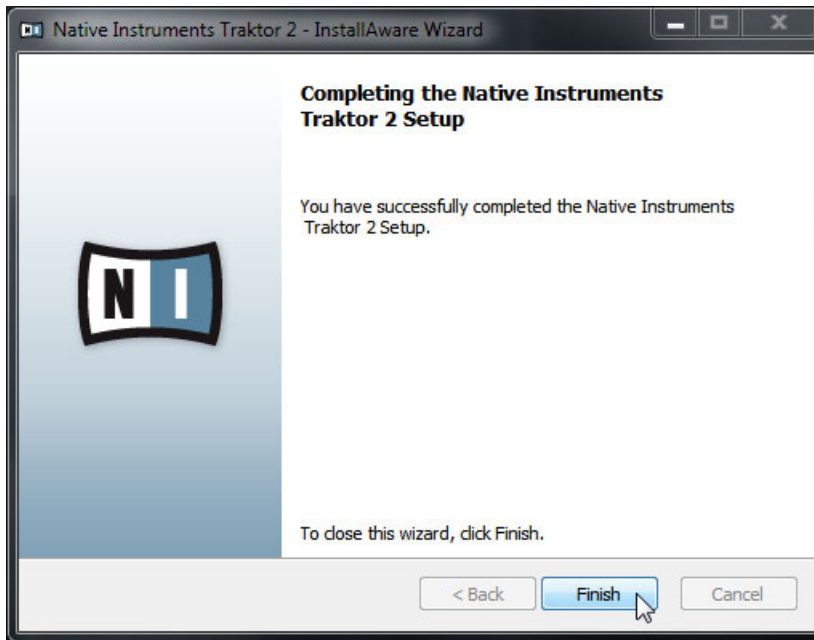 Native Instruments Traktor 2 - InstallAware Wizard
Completing the Native Instruments
Traktor 2 Setup
You have successfully completed the Native Instruments
Traktor 2 Setup.
NI
To close this wizard, click Finish.
< Back
Finish
Cancel